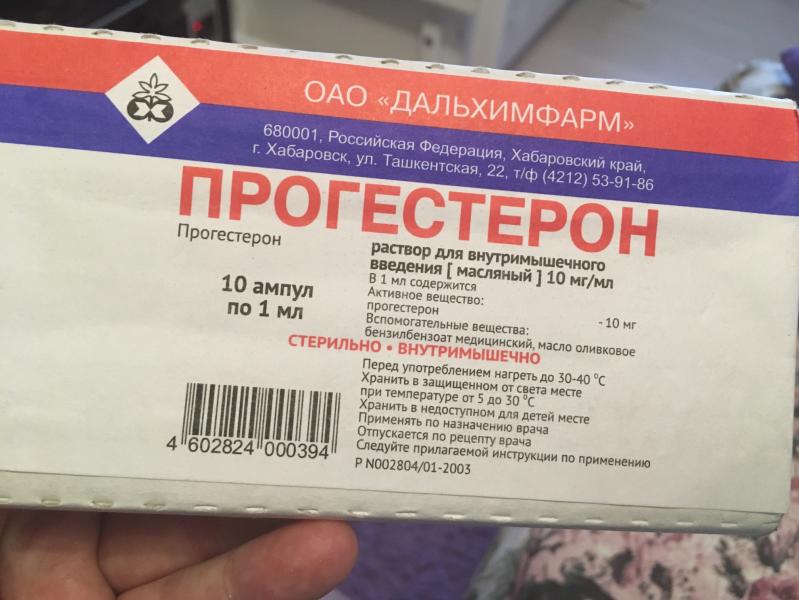 ОАО «ДАЛЬХИМФАРМ»
680001, Российская Федерация, Хабаровский край,
г. Хабаровск, ул. Ташкентская, 22, т/ф (4212) 53-91-86
ПРОГЕСТЕРОН
Прогестерон
10 ампул
по 1 мл
раствор для внутримышечного
введения [ масляный ] 10 мг/мл
В 1 мл содержится
Активное вещество:
прогестерон - 10 мг
Вспомогательные вещества:
бензилбензоат медицинский, масло оливковое
СТЕРИЛЬНО • ВНУТРИМЫШЕЧНО
Перед употреблением нагреть до 30-40 °С
Хранить в защищенном от света месте
при температуре от 5 до 30 °С
Хранить в недоступном для детей месте
Применять по назначению врача
Отпускается по рецепту врача
Следуйте прилагаемой инструкции по применению
Р N002804/01-2003
4 602824 000394